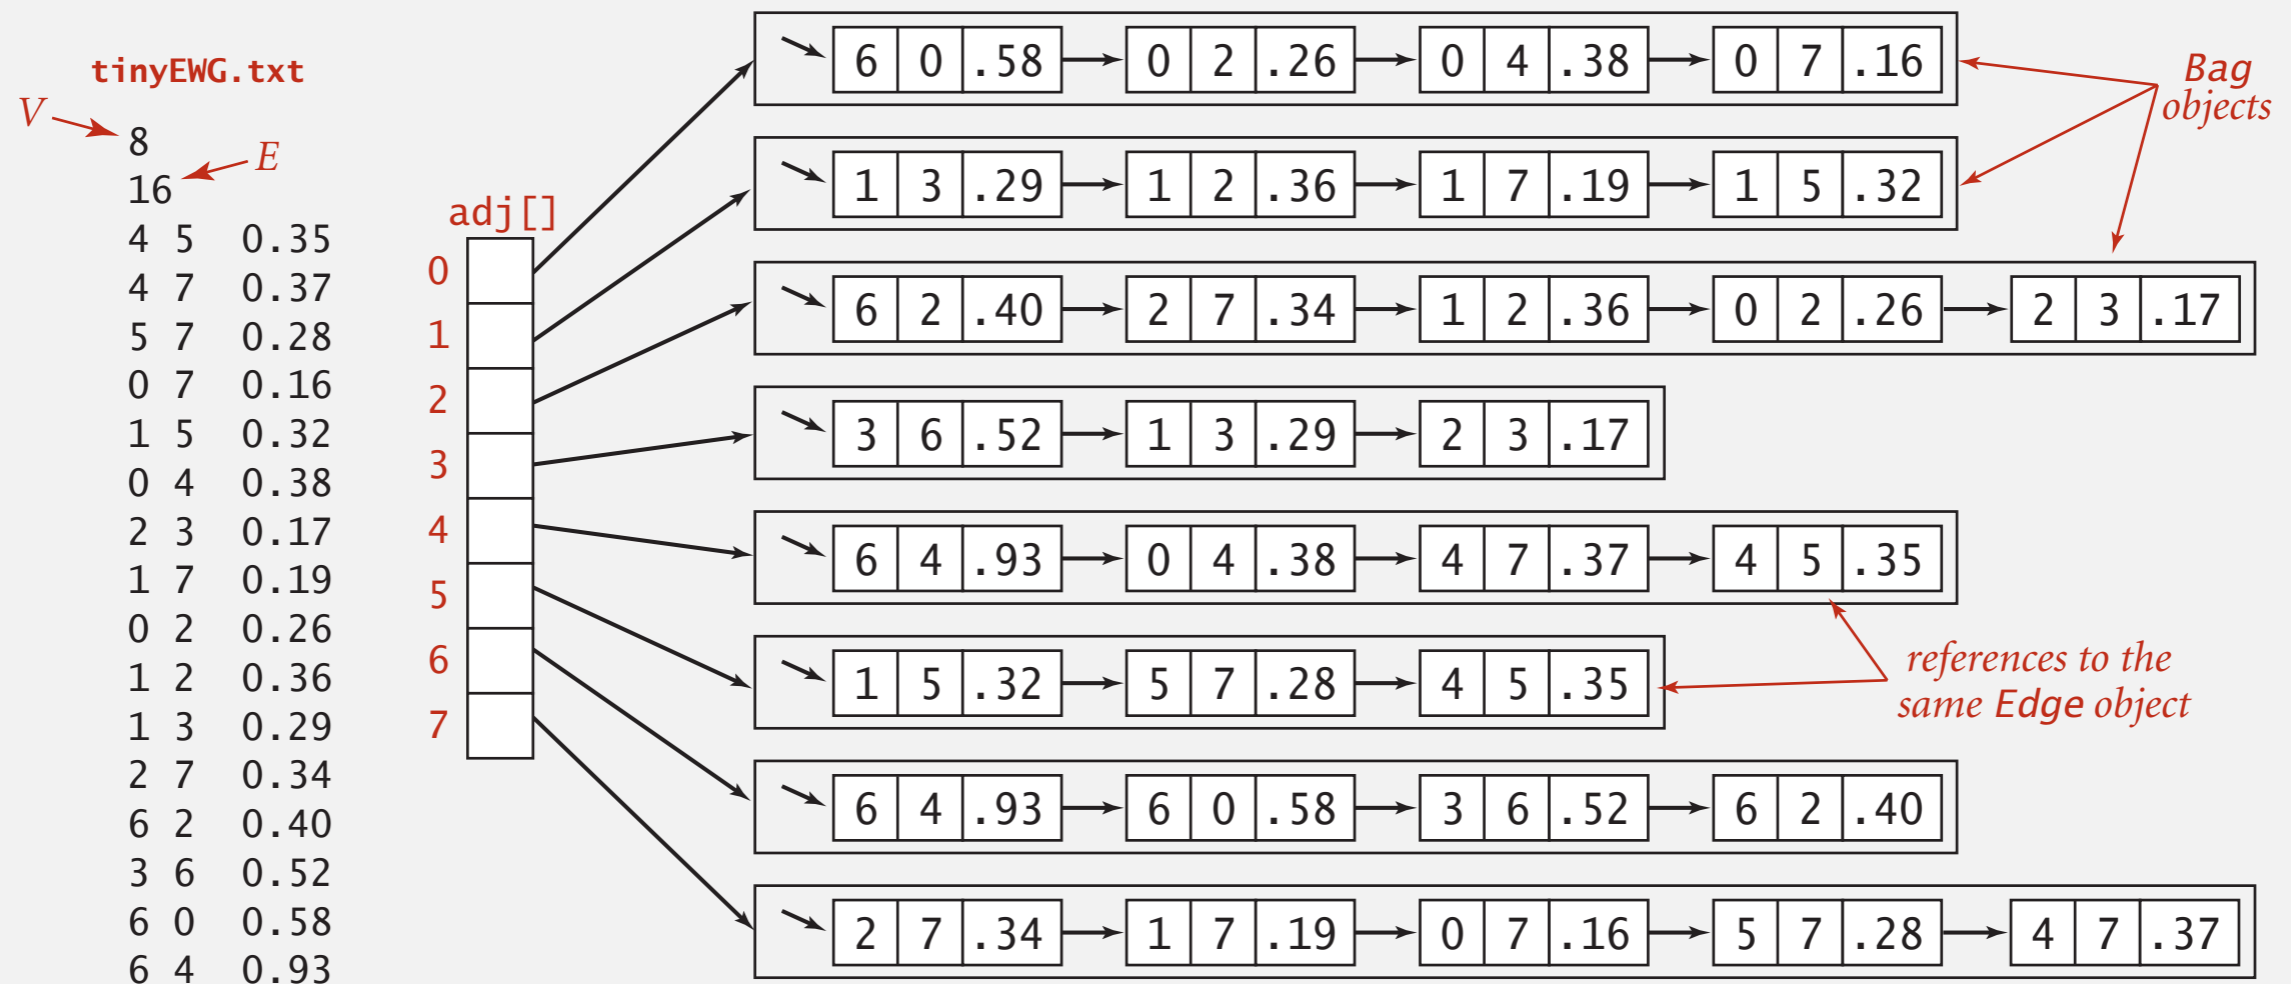 tinyEWG.txt
V
8
E
16
4 5 0.35
4 7 0.37
5 7 0.28
0 7 0.16
1 5 0.32
0 4 0.38
2 3 0.17
1 7 0.19
0 2 0.26
1 2 0.36
1 3 0.29
2 7 0.34
6 2 0.40
3 6 0.52
6 0 0.58
6 4 0.93
adj[]
0
1
2
3
4
5
6
7
6 0 .58 0 2 .26 0 4 .38 0 7 .16
1 3 .29 1 2 .36 1 7 .19 1 5 .32
6 2 .40 2 7 .34 1 2 .36 0 2 .26 2 3 .17
3 6 .52 1 3 .29 2 3 .17
6 4 .93 0 4 .38 4 7 .37 4 5 .35
1 5 .32 5 7 .28 4 5 .35
6 4 .93 6 0 .58 3 6 .52 6 2 .40
2 7 .34 1 7 .19 0 7 .16 5 7 .28 4 7 .37
Bag
objects
references to the
same Edge object